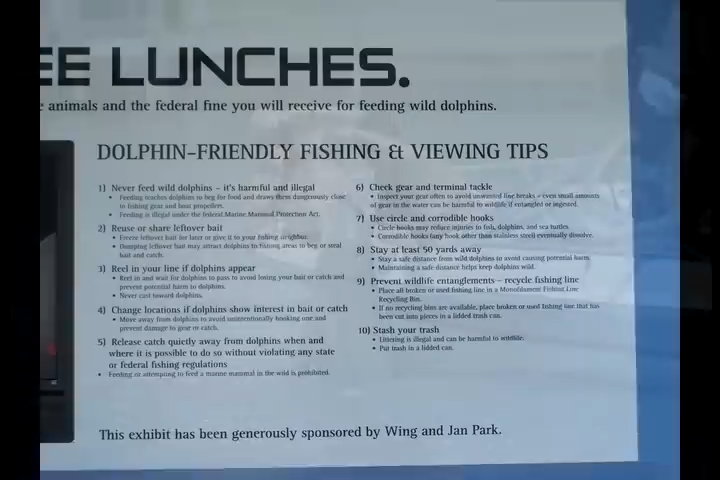 EE LUNCHES.
animals and the federal fine you will receive for feeding wild dolphins.
DOLPHIN-FRIENDLY FISHING & VIEWING TIPS
1) Never feed wild dolphins – it's harmful and illegal
• Feeding teaches dolphins to beg for food and draws them dangerously close
to fishing gear and boat propellers.
• Feeding is illegal under the federal Marine Mammal Protection Act.
2) Reuse or share leftover bait
• Freeze leftover bait for later or give it to your fishing neighbor.
• Dumping leftover bait may attract dolphins to fishing areas to beg or steal
bait and catch.
3) Reel in your line if dolphins appear
• Reel in and wait for dolphins to pass to avoid losing your bait or catch and
prevent potential harm to dolphins.
• Never cast toward dolphins.
4) Change locations if dolphins show interest in bait or catch
• Move away from dolphins to avoid unintentionally hooking one and
prevent damage to gear or catch.
5) Release catch quietly away from dolphins when and
where it is possible to do so without violating any state
or federal fishing regulations
• Feeding or attempting to feed a marine mammal in the wild is prohibited.
6) Check gear and terminal tackle
• Inspect your gear often to avoid unwanted line breaks – even small amounts
of gear in the water can be harmful to wildlife if entangled or ingested.
7) Use circle and corrodible hooks
• Circle hooks may reduce injuries to fish, dolphins, and sea turtles.
• Corrodible hooks (any hook other than stainless steel) eventually dissolve.
8) Stay at least 50 yards away
• Stay a safe distance from wild dolphins to avoid causing potential harm.
• Maintaining a safe distance helps keep dolphins wild.
9) Prevent wildlife entanglements – recycle fishing line
• Place all broken or used fishing line in a Monofilament Fishing Line
Recycling Bin.
• If no recycling bins are available, place broken or used fishing line that has
been cut into pieces in a lidded trash can.
10) Stash your trash
• Littering is illegal and can be harmful to wildlife.
• Put trash in a lidded can.
This exhibit has been generously sponsored by Wing and Jan Park.